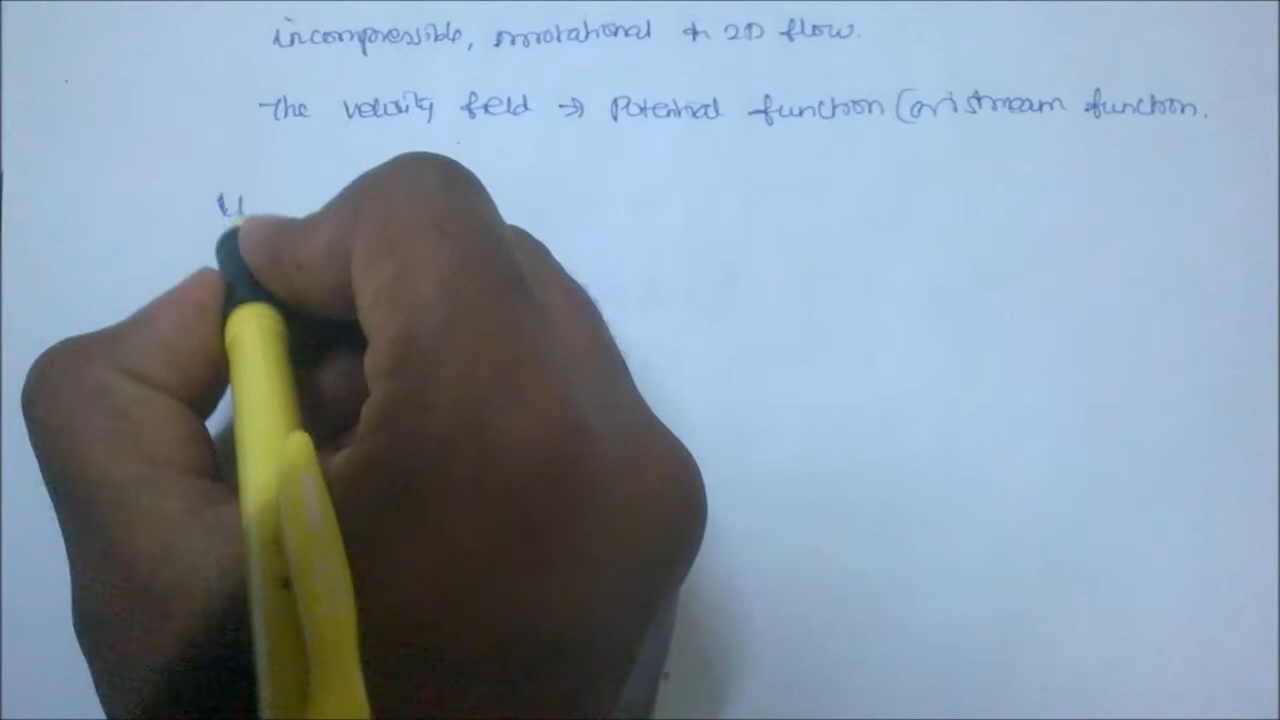 incompressible, irrotational & 2D flow.
The velocity field → Potential function (or) stream function.
u